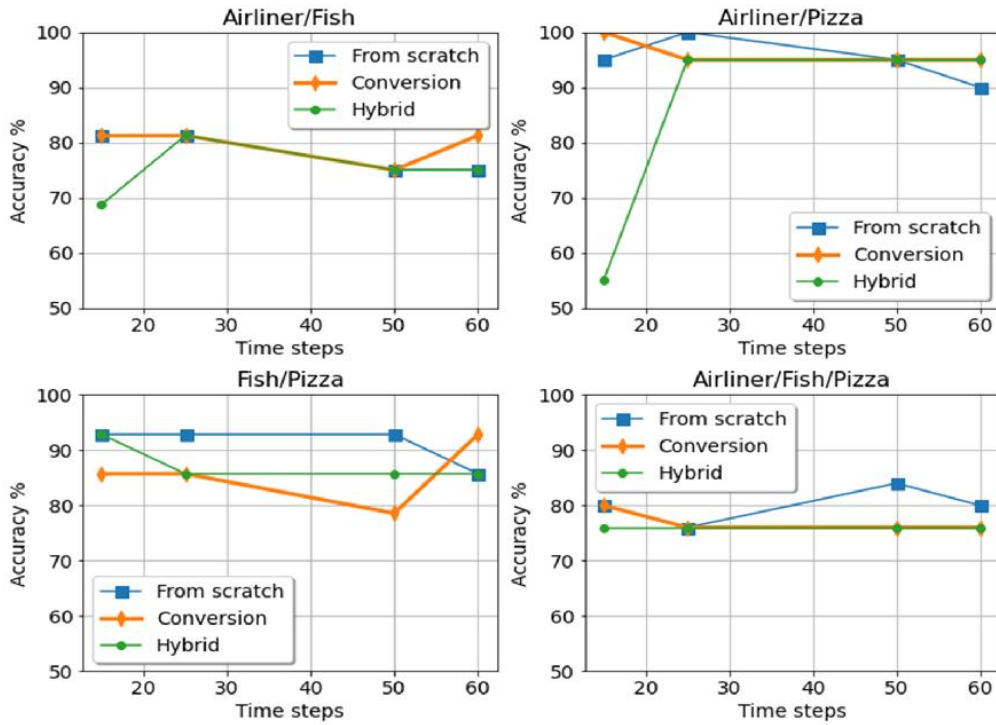 Airliner/Fish
100
90
80
70
60
50
Accuracy %
From scratch
Conversion
Hybrid
20 30 40 50 60
Time steps
Airliner/Pizza
100
90
80
70
60
50
Accuracy %
From scratch
Conversion
Hybrid
20 30 40 50 60
Time steps
Fish/Pizza
100
90
80
70
60
50
Accuracy %
From scratch
Conversion
Hybrid
20 30 40 50 60
Time steps
Airliner/Fish/Pizza
100
90
80
70
60
50
Accuracy %
From scratch
Conversion
Hybrid
20 30 40 50 60
Time steps